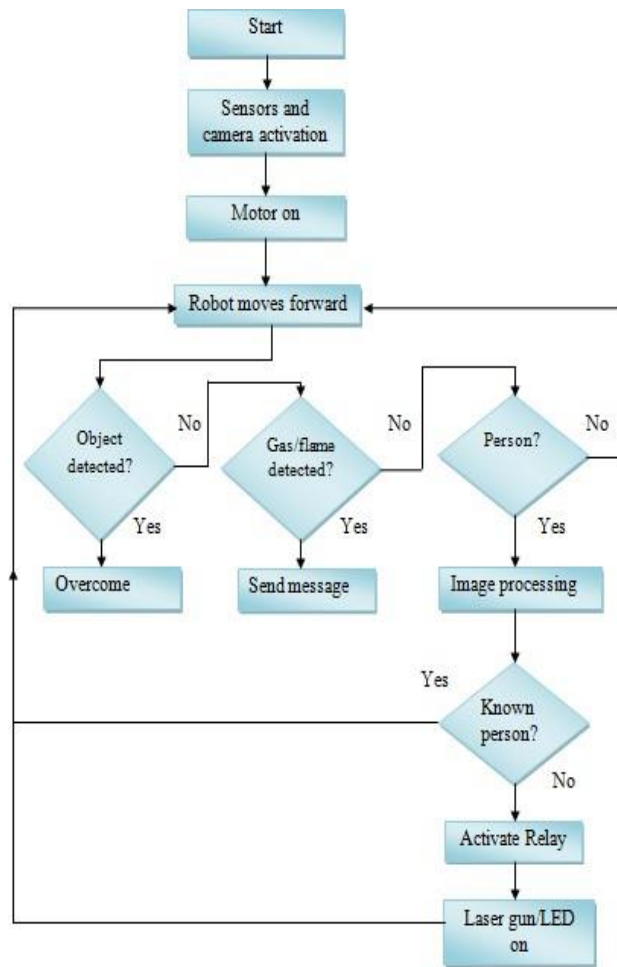 Start
Sensors and
camera activation
Motor on
Robot moves forward
Object
detected?
No
Gas/flame
detected?
No
Person?
No
Yes
Yes
Yes
Overcome
Send message
Image processing
Yes
Known
person?
No
Activate Relay
Laser gun/LED
on